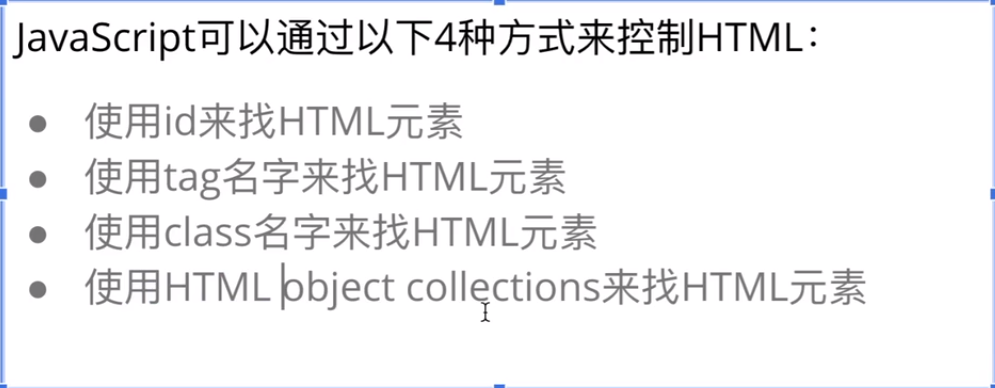 JavaScript可以通过以下4种方式来控制HTML：
● 使用id来找HTML元素
● 使用tag名字来找HTML元素
● 使用class名字来找HTML元素
● 使用HTML object collections来找HTML元素